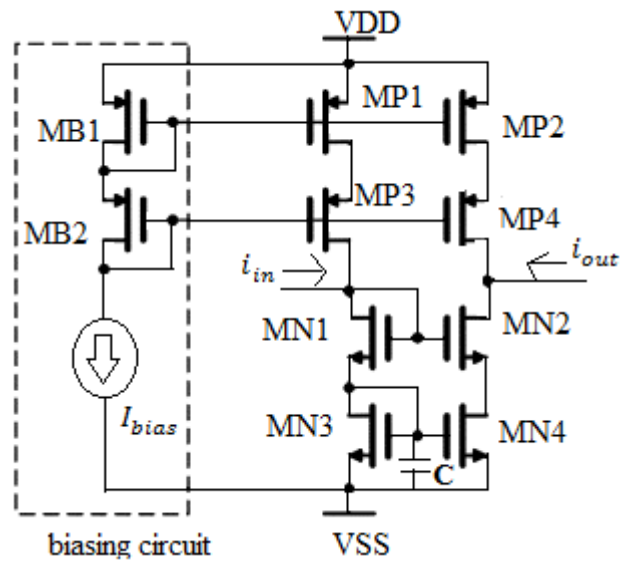 VDD
MB1
MP1
MP2
MB2
MP3
MP4
i_in
i_out
MN1
MN2
I_bias
MN3
MN4
C
biasing circuit
VSS